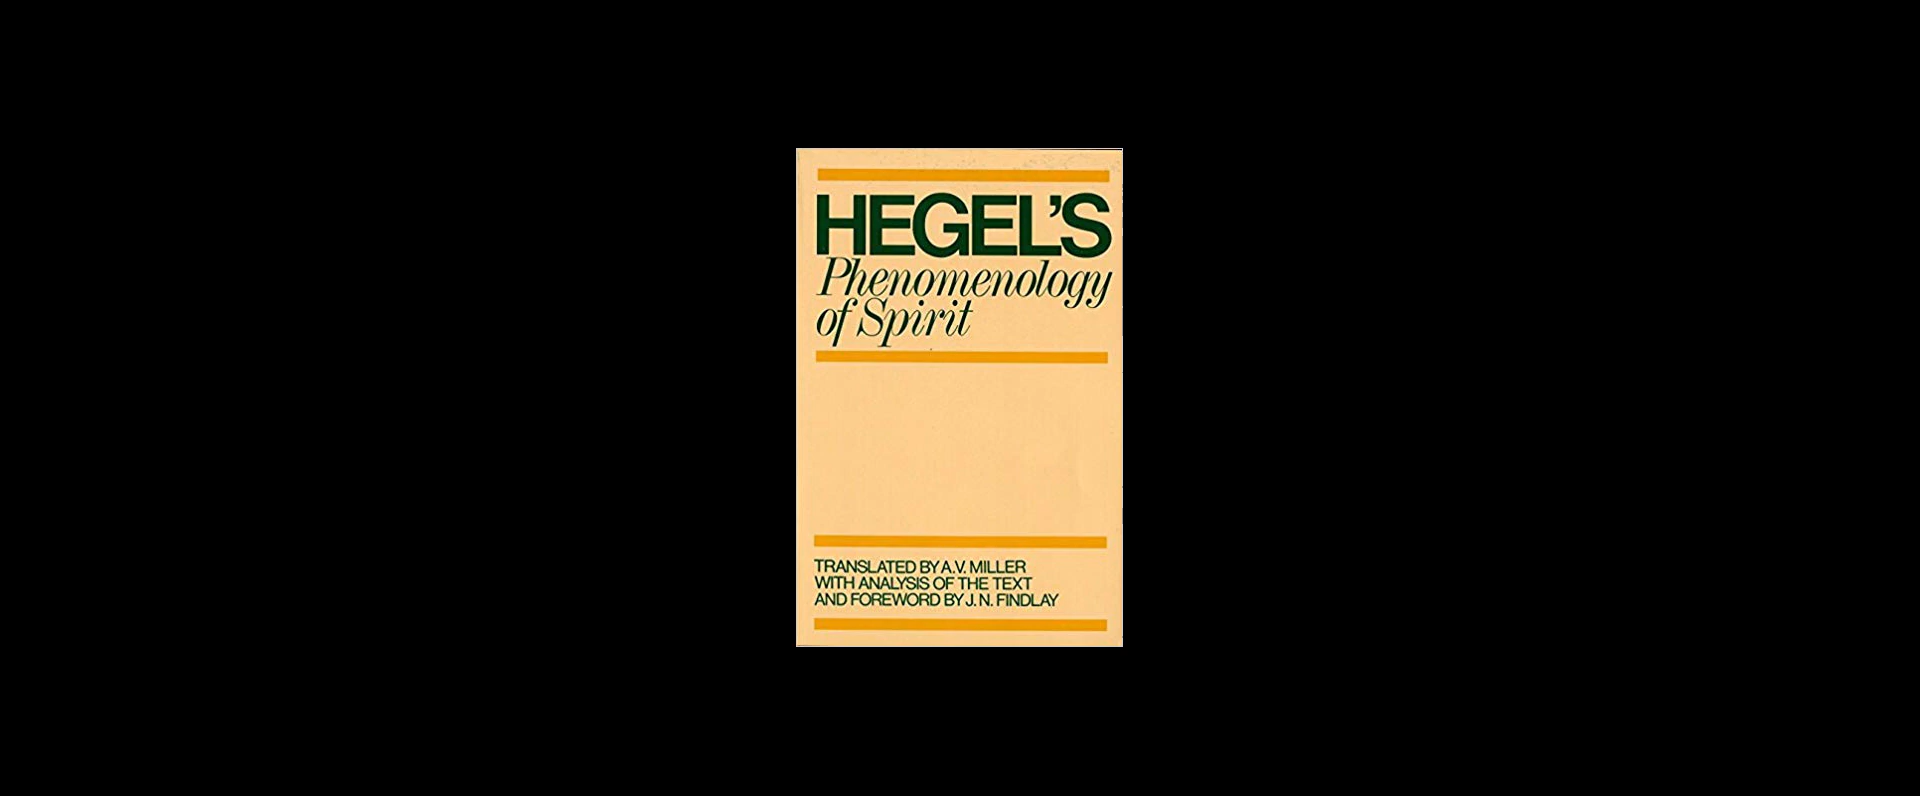 HEGEL'S
Phenomenology
of Spirit
TRANSLATED BY A.V. MILLER
WITH ANALYSIS OF THE TEXT
AND FOREWORD BY J. N. FINDLAY